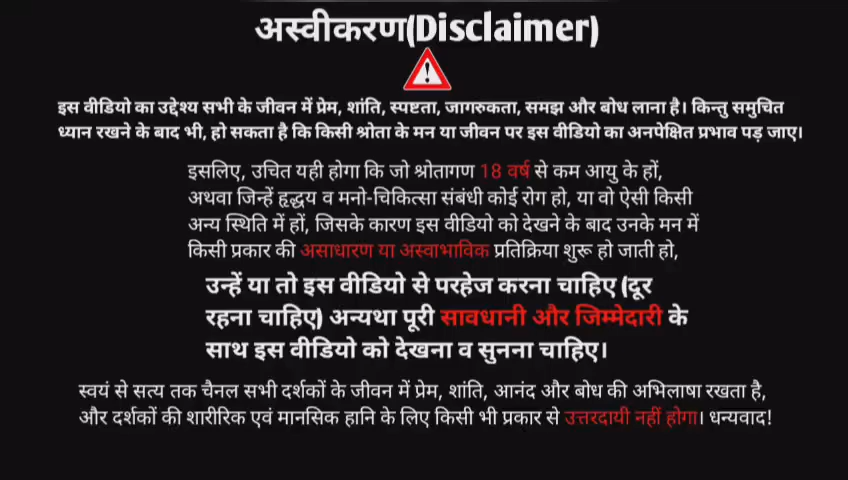 अस्वीकरण(Disclaimer)
इस वीडियो का उद्देश्य सभी के जीवन में प्रेम, शांति, स्पष्टता, जागरुकता, समझ और बोध लाना है। किन्तु समुचित
ध्यान रखने के बाद भी, हो सकता है कि किसी श्रोता के मन या जीवन पर इस वीडियो का अनपेक्षित प्रभाव पड़ जाए।
इसलिए, उचित यही होगा कि जो श्रोतागण 18 वर्ष से कम आयु के हों,
अथवा जिन्हें हृद्धय व मनो-चिकित्सा संबंधी कोई रोग हो, या वो ऐसी किसी
अन्य स्थिति में हों, जिसके कारण इस वीडियो को देखने के बाद उनके मन में
किसी प्रकार की असाधारण या अस्वाभाविक प्रतिक्रिया शुरू हो जाती हो,
उन्हें या तो इस वीडियो से परहेज करना चाहिए (दूर
रहना चाहिए) अन्यथा पूरी सावधानी और जिम्मेदारी के
साथ इस वीडियो को देखना व सुनना चाहिए।
स्वयं से सत्य तक चैनल सभी दर्शकों के जीवन में प्रेम, शांति, आनंद और बोध की अभिलाषा रखता है,
और दर्शकों की शारीरिक एवं मानसिक हानि के लिए किसी भी प्रकार से उत्तरदायी नहीं होगा। धन्यवाद!